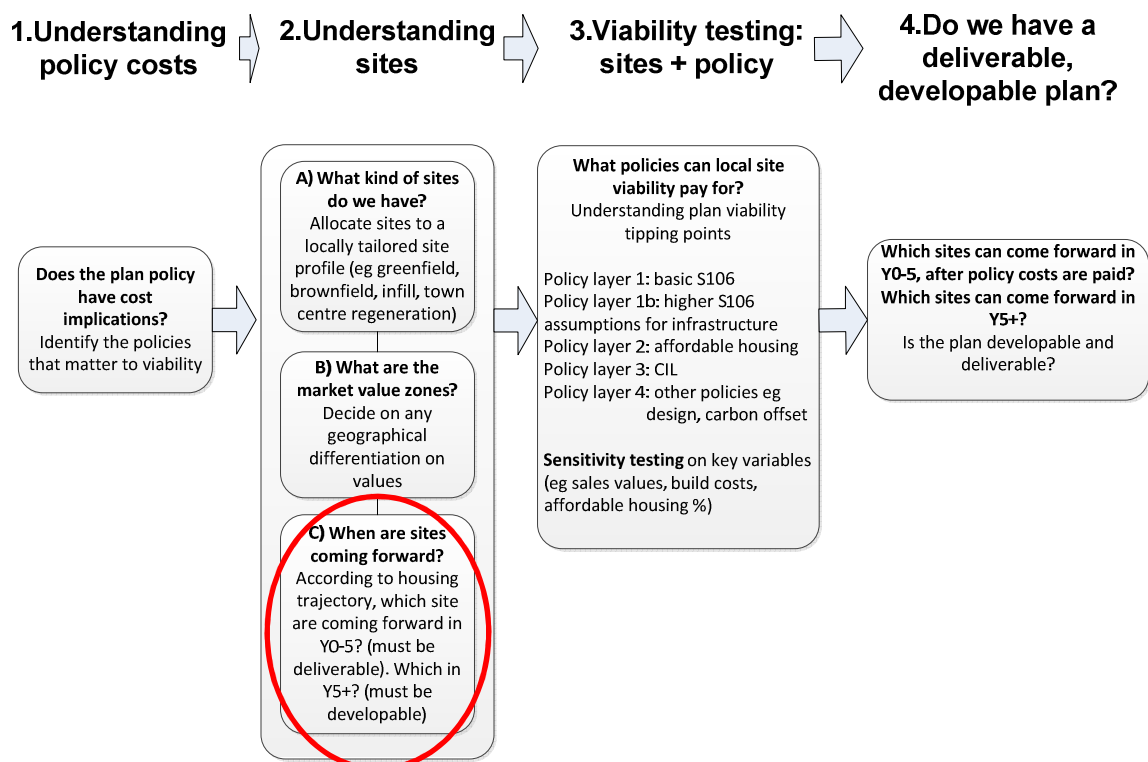 1.Understanding
policy costs
2.Understanding
sites
3.Viability testing:
sites + policy
4.Do we have a
deliverable,
developable plan?
Does the plan policy
have cost
implications?
Identify the policies
that matter to viability
A) What kind of sites
do we have?
Allocate sites to a
locally tailored site
profile (eg greenfield,
brownfield, infill, town
centre regeneration)
B) What are the
market value zones?
Decide on any
geographical
differentiation on
values
C) When are sites
coming forward?
According to housing
trajectory, which site
are coming forward in
Y0-5? (must be
deliverable). Which in
Y5+? (must be
developable)
What policies can local site
viability pay for?
Understanding plan viability
tipping points
Policy layer 1: basic S106
Policy layer 1b: higher S106
assumptions for infrastructure
Policy layer 2: affordable housing
Policy layer 3: CIL
Policy layer 4: other policies eg
design, carbon offset
Sensitivity testing on key variables
(eg sales values, build costs,
affordable housing %)
Which sites can come forward in
Y0-5, after policy costs are paid?
Which sites can come forward in
Y5+?
Is the plan developable and
deliverable?